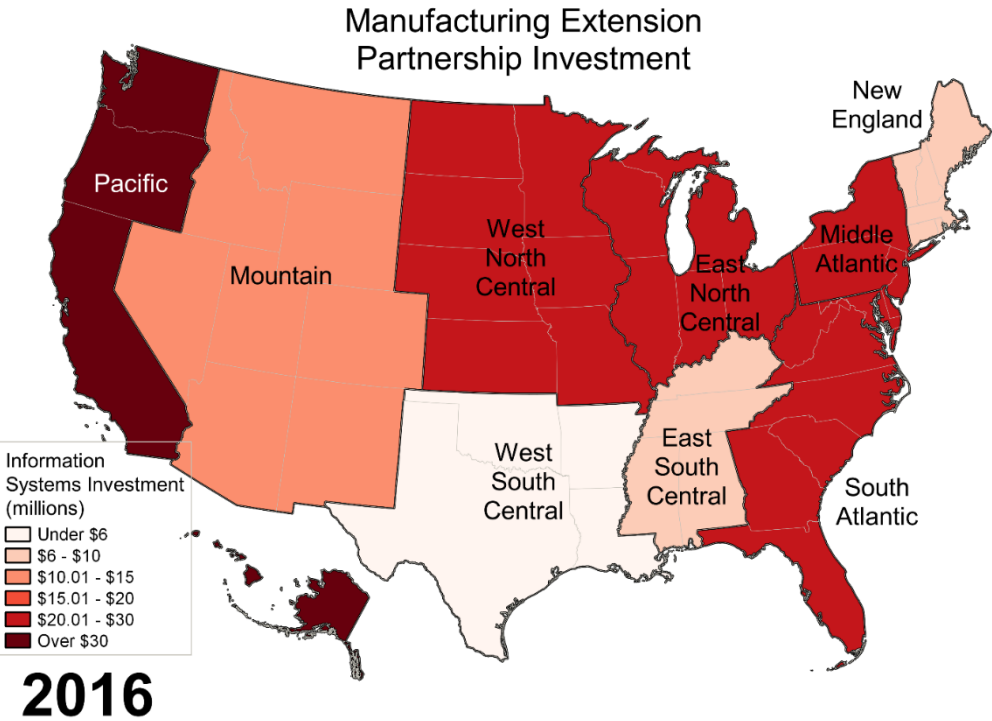 Manufacturing Extension
Partnership Investment
New
England
Pacific
West
North
Central
Middle
Atlantic
East
North
Central
Mountain
West
South
Central
East
South
Central
South
Atlantic
Information
Systems Investment
(millions)
Under $6
$6 - $10
$10.01 - $15
$15.01 - $20
$20.01 - $30
Over $30
2016